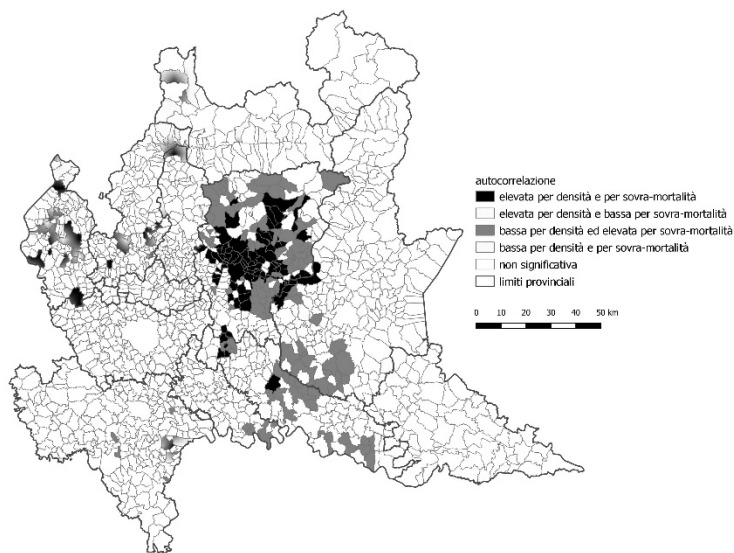 autocorrelazione
elevata per densità e per sovra-mortalità
elevata per densità e bassa per sovra-mortalità
bassa per densità ed elevata per sovra-mortalità
bassa per densità e per sovra-mortalità
non significativa
limiti provinciali
0 10 20 30 40 50 km